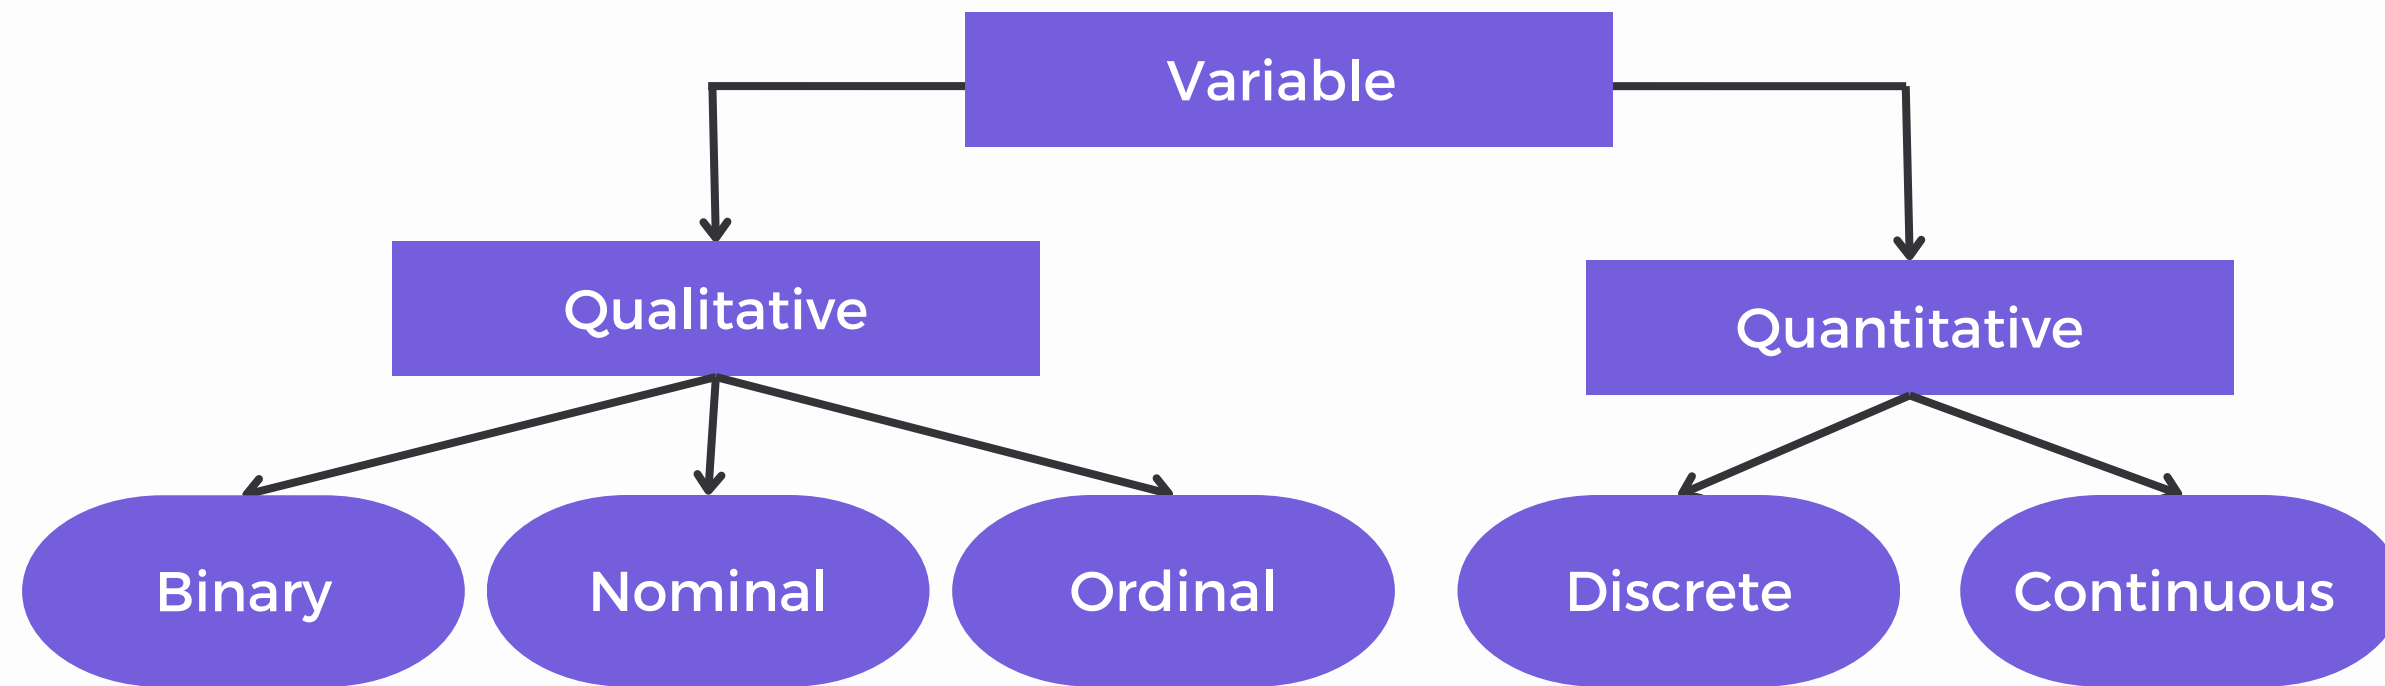 Variable
Qualitative
Quantitative
Binary
Nominal
Ordinal
Discrete
Continuous